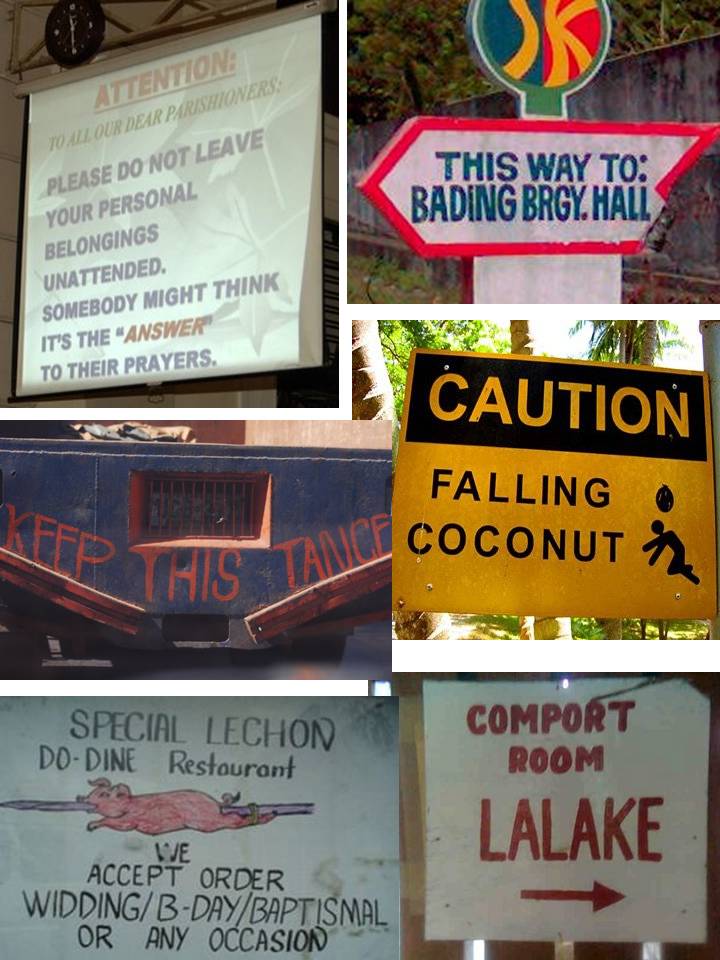 ATTENTION:
TO ALL OUR DEAR PARISHIONERS:
PLEASE DO NOT LEAVE
YOUR PERSONAL
BELONGINGS
UNATTENDED.
SOMEBODY MIGHT THINK
IT'S THE "ANSWER"
TO THEIR PRAYERS.
SK
THIS WAY TO:
BADING BRGY. HALL
CAUTION
FALLING
COCONUT
KEEP THIS TANCE
SPECIAL LECHON
DO-DINE Restaurant
WE
ACCEPT ORDER
WIDDING/B-DAY/BAPTISMAL
OR ANY OCCASION
COMPORT
ROOM
LALAKE